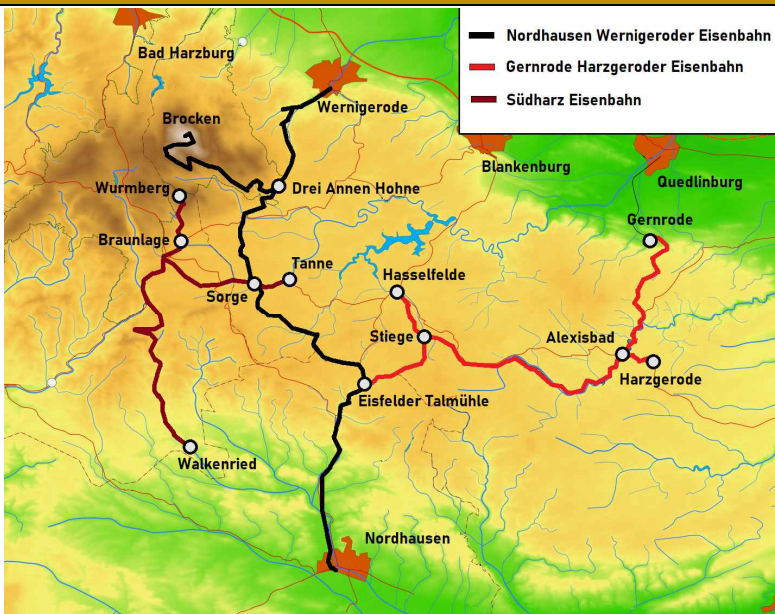 Nordhausen Wernigeroder Eisenbahn
Gernrode Harzgeroder Eisenbahn
Südharz Eisenbahn
Bad Harzburg
Wernigerode
Brocken
Blankenburg
Quedlinburg
Wurmberg
Drei Annen Hohne
Gernrode
Braunlage
Tanne
Hasselfelde
Sorge
Stiege
Alexisbad
Harzgerode
Eisfelder Talmühle
Walkenried
Nordhausen